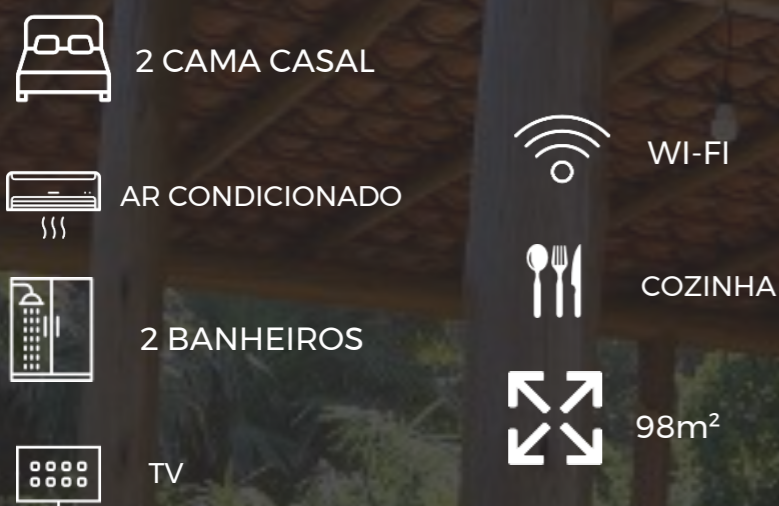 2 CAMA CASAL
AR CONDICIONADO
2 BANHEIROS
TV
WI-FI
COZINHA
98m²